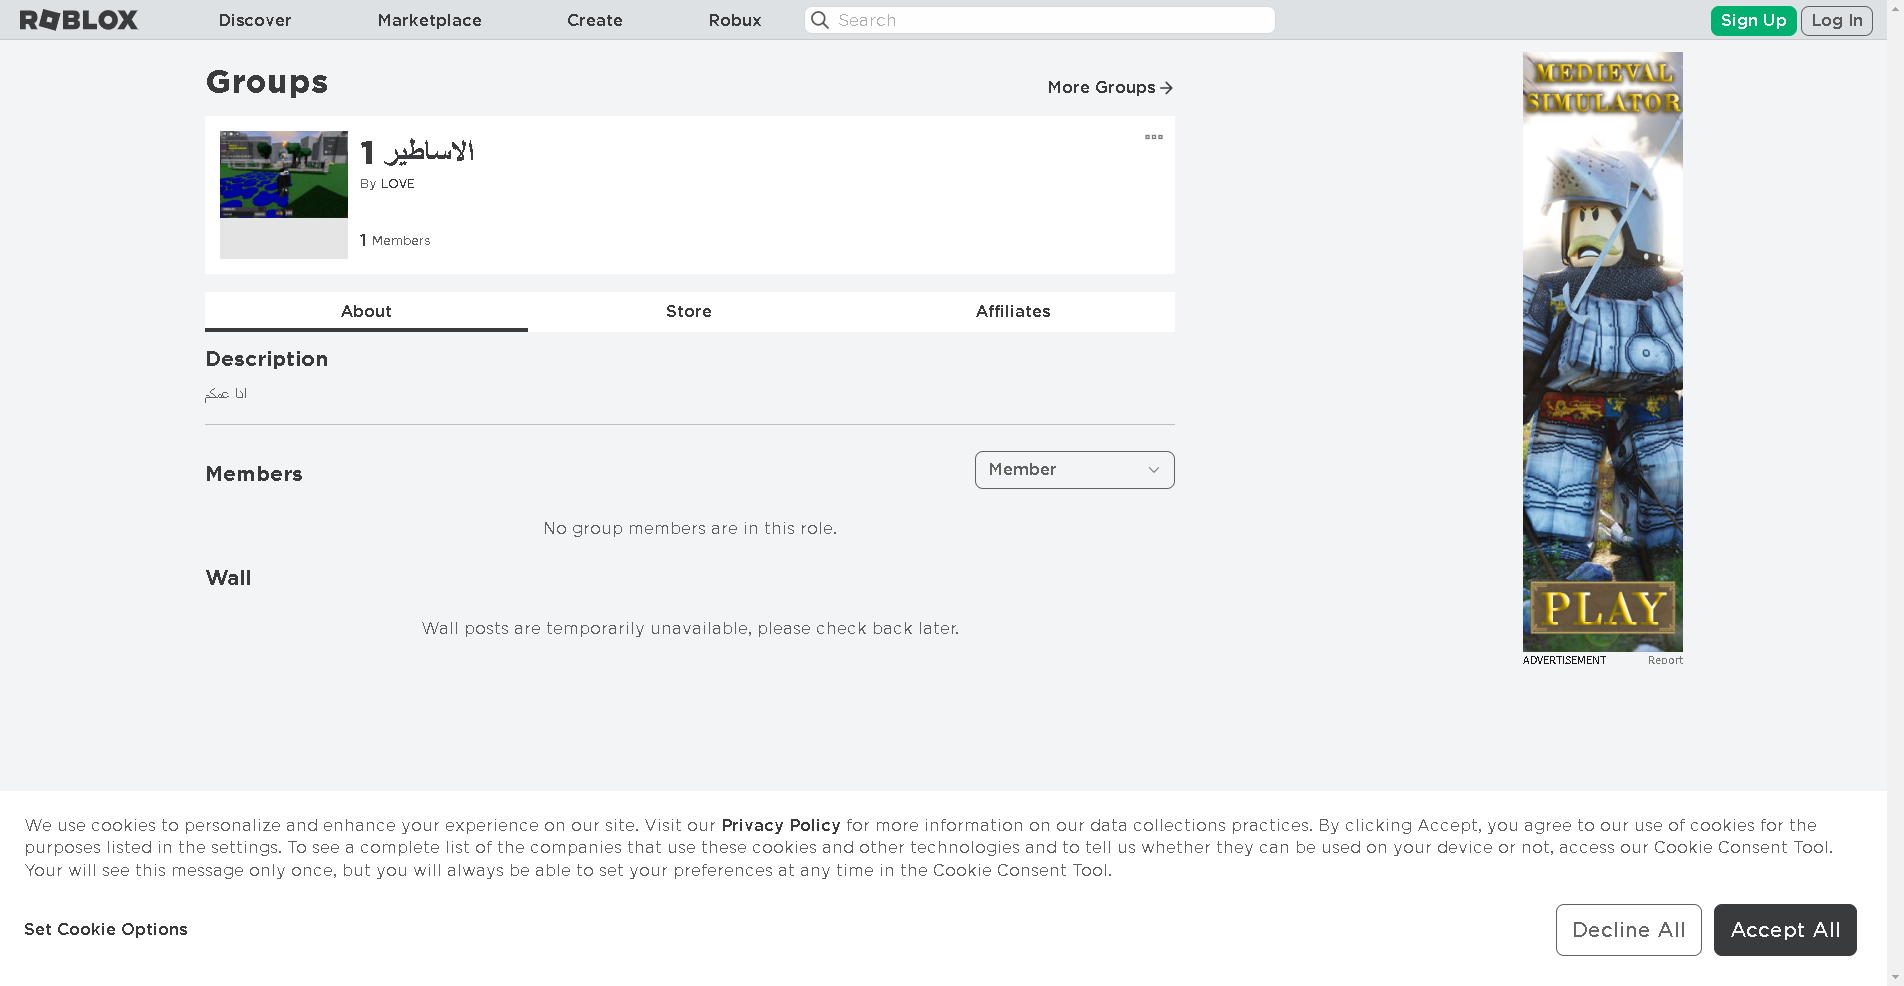 ROBLOX
Discover
Marketplace
Create
Robux
Search
Sign Up
Log In
Groups
More Groups
الاساطير 1
By LOVE
1 Members
About
Store
Affiliates
Description
انا عمكم
Members
Member
No group members are in this role.
Wall
Wall posts are temporarily unavailable, please check back later.
MEDIEVAL
SIMULATOR
PLAY
ADVERTISEMENT
Report
We use cookies to personalize and enhance your experience on our site. Visit our Privacy Policy for more information on our data collections practices. By clicking Accept, you agree to our use of cookies for the
purposes listed in the settings. To see a complete list of the companies that use these cookies and other technologies and to tell us whether they can be used on your device or not, access our Cookie Consent Tool.
Your will see this message only once, but you will always be able to set your preferences at any time in the Cookie Consent Tool.
Set Cookie Options
Decline All
Accept All